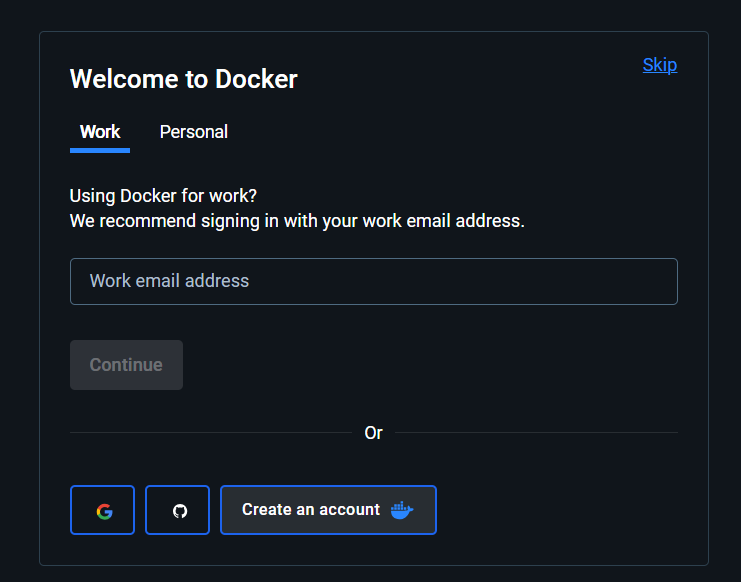 Welcome to Docker
Skip
Work
Personal
Using Docker for work?
We recommend signing in with your work email address.
Work email address
Continue
Or
Create an account